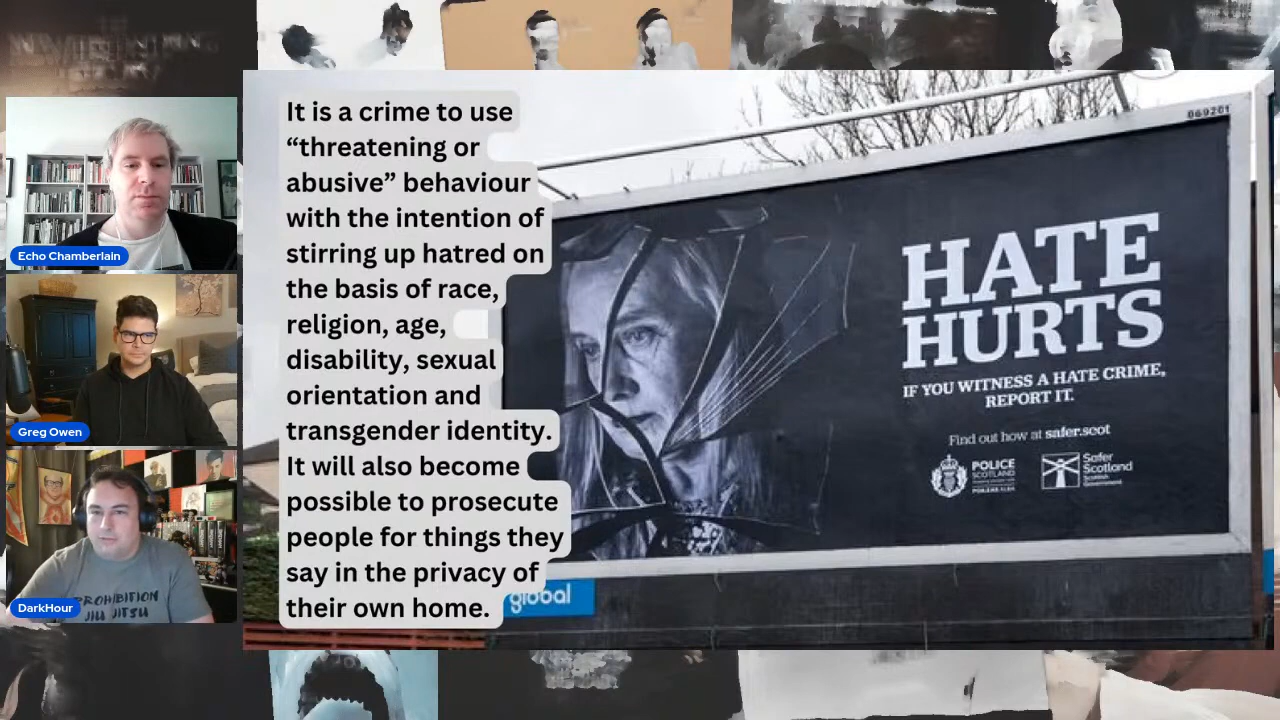 It is a crime to use
“threatening or
abusive” behaviour
with the intention of
stirring up hatred on
the basis of race,
religion, age,
disability, sexual
orientation and
transgender identity.
It will also become
possible to prosecute
people for things they
say in the privacy of
their own home.
069201
HATE
HURTS
IF YOU WITNESS A HATE CRIME,
REPORT IT.
Find out how at safer.scot
POLICE
SCOTLAND
Safer
Scotland
Scottish
Government
global
Echo Chamberlain
Greg Owen
DarkHour
PROHIBITION
JIU JITSU